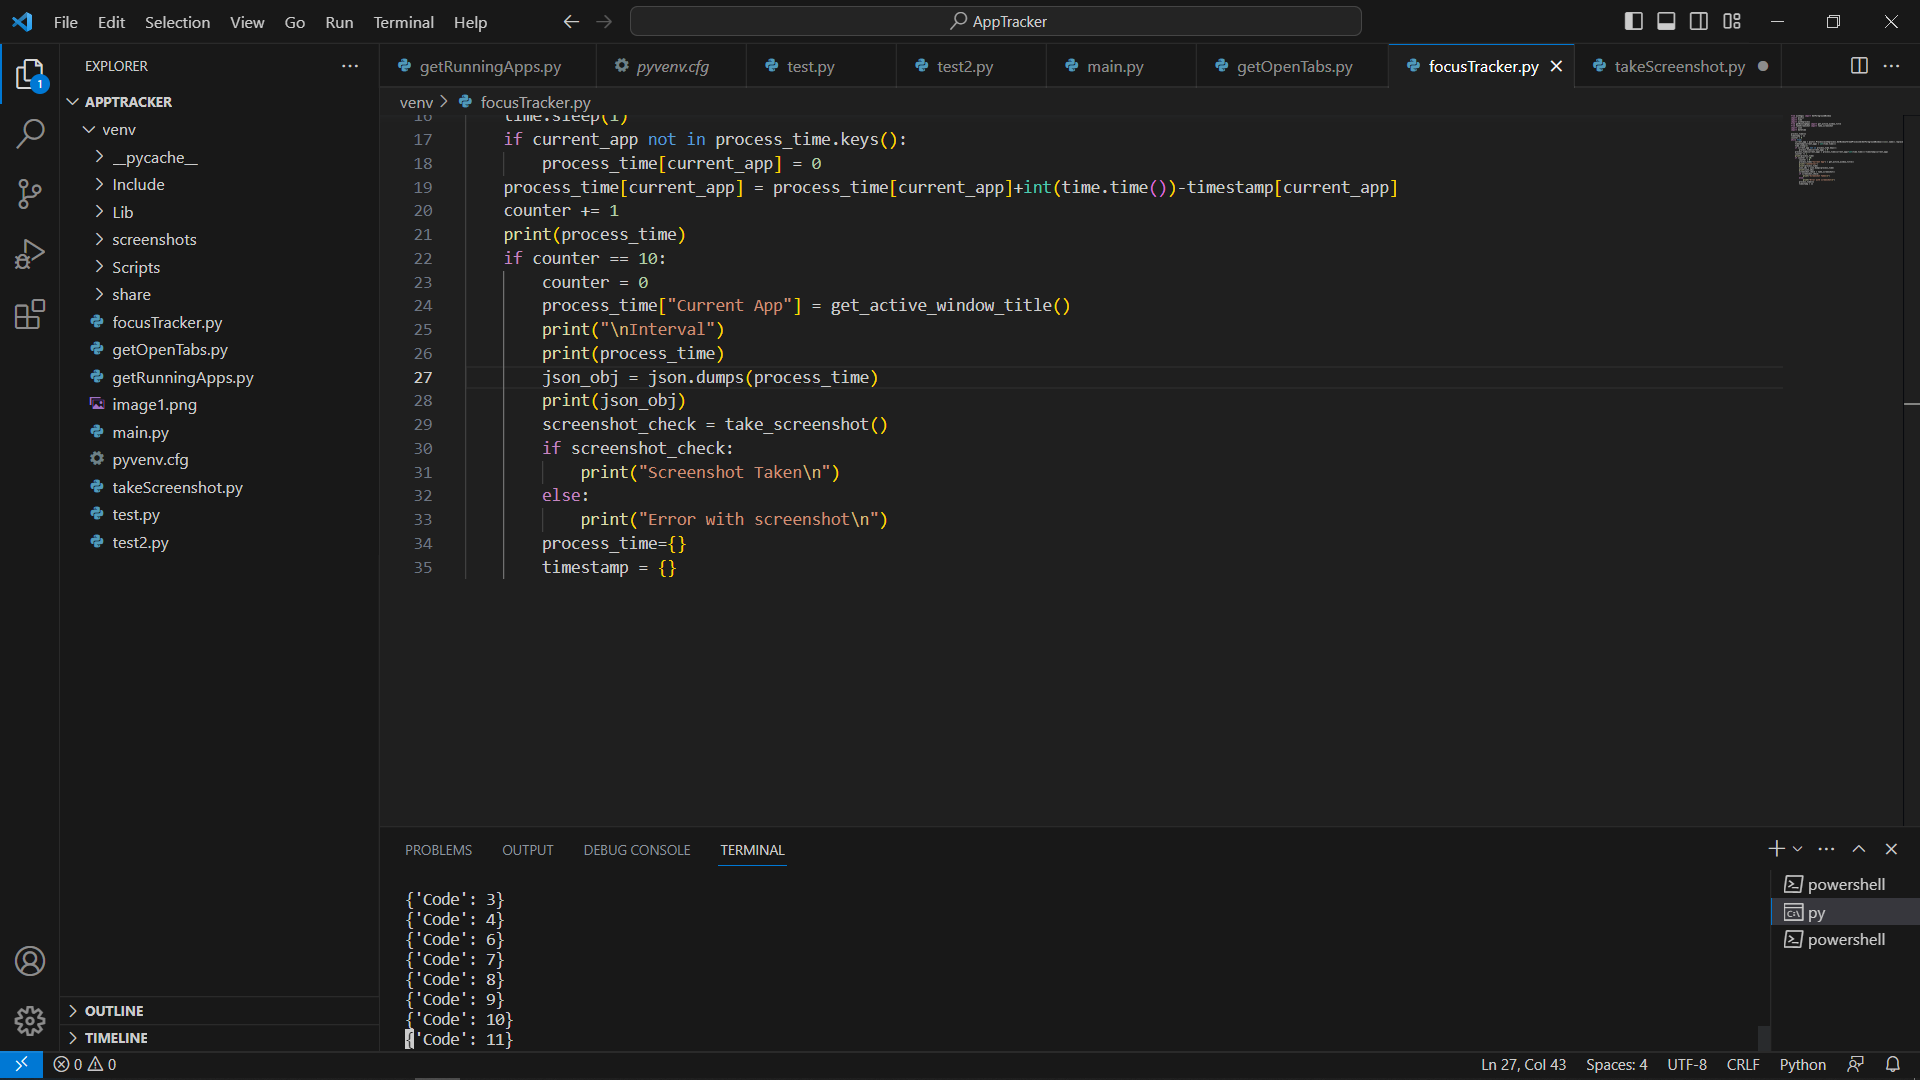 File Edit Selection View Go Run Terminal Help
AppTracker
EXPLORER
1
APPTRACKER
venv
__pycache__
Include
Lib
screenshots
Scripts
share
focusTracker.py
getOpenTabs.py
getRunningApps.py
image1.png
main.py
pyvenv.cfg
takeScreenshot.py
test.py
test2.py
OUTLINE
TIMELINE
getRunningApps.py pyvenv.cfg test.py test2.py main.py getOpenTabs.py focusTracker.py takeScreenshot.py
venv > focusTracker.py
16 time.sleep(1)
17 if current_app not in process_time.keys():
18 process_time[current_app] = 0
19 process_time[current_app] = process_time[current_app]+int(time.time())-timestamp[current_app]
20 counter += 1
21 print(process_time)
22 if counter == 10:
23 counter = 0
24 process_time["Current App"] = get_active_window_title()
25 print("\nInterval")
26 print(process_time)
27 json_obj = json.dumps(process_time)
28 print(json_obj)
29 screenshot_check = take_screenshot()
30 if screenshot_check:
31 print("Screenshot Taken\n")
32 else:
33 print("Error with screenshot\n")
34 process_time={}
35 timestamp = {}
PROBLEMS OUTPUT DEBUG CONSOLE TERMINAL
{'Code': 3}
{'Code': 4}
{'Code': 6}
{'Code': 7}
{'Code': 8}
{'Code': 9}
{'Code': 10}
{'Code': 11}
powershell
py
powershell
0 0
Ln 27, Col 43 Spaces: 4 UTF-8 CRLF Python